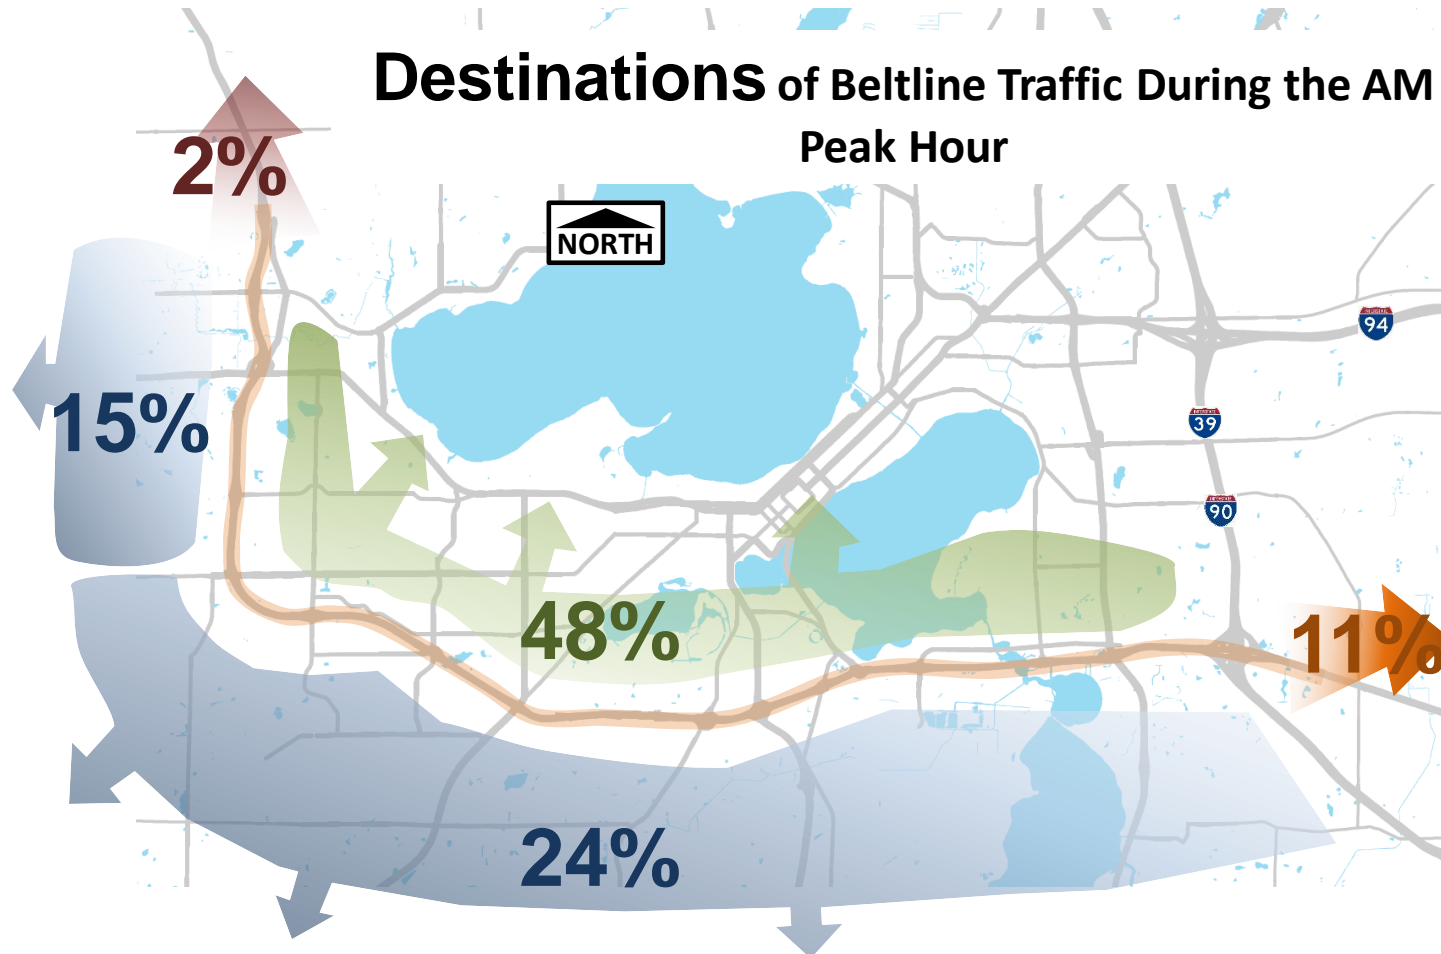 Destinations of Beltline Traffic During the AM
Peak Hour
2%
NORTH
94
15%
39
90
48%
11%
24%